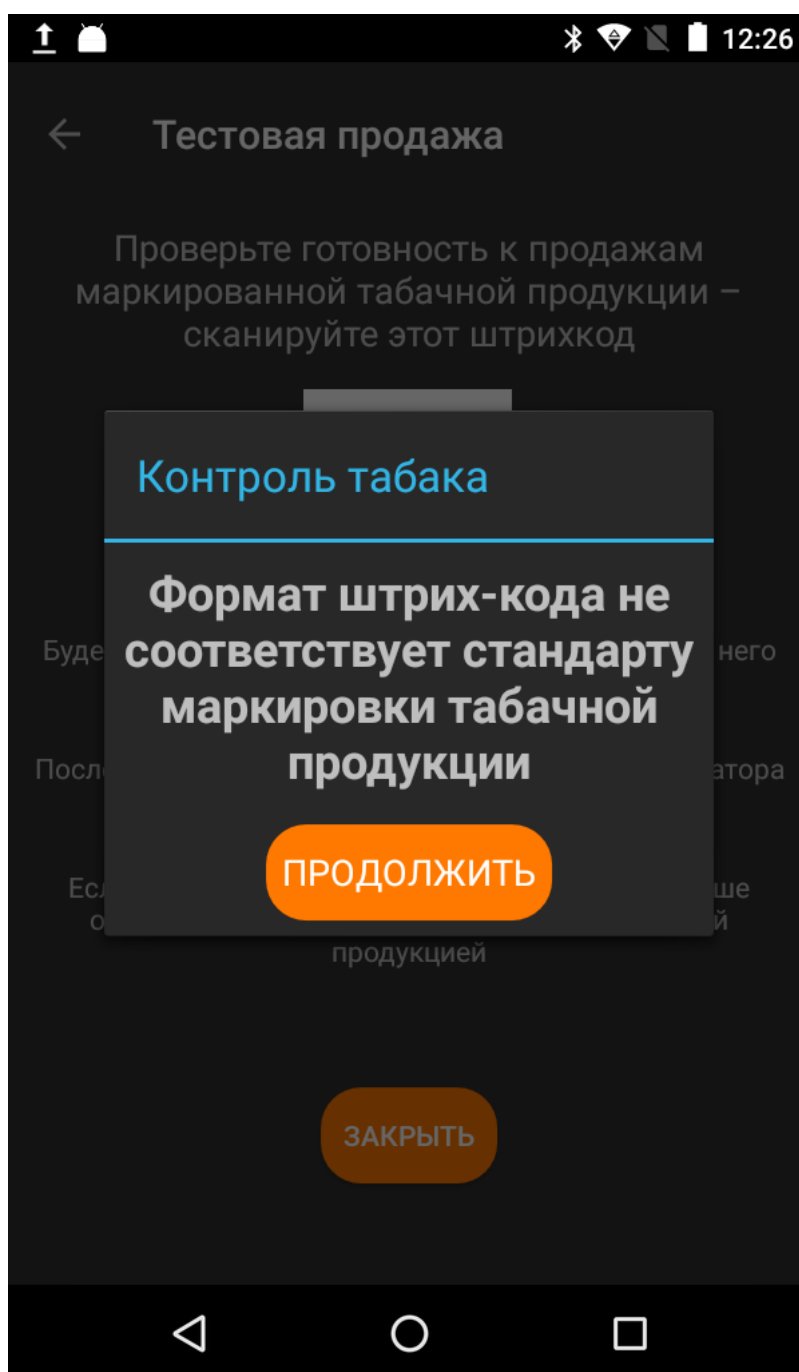 12:26
Тестовая продажа
Проверьте готовность к продажам
маркированной табачной продукции –
сканируйте этот штрихкод
Контроль табака
Формат штрих-кода не
соответствует стандарту
маркировки табачной
продукции
него
ПРОДОЛЖИТЬ
продукцией
ЗАКРЫТЬ